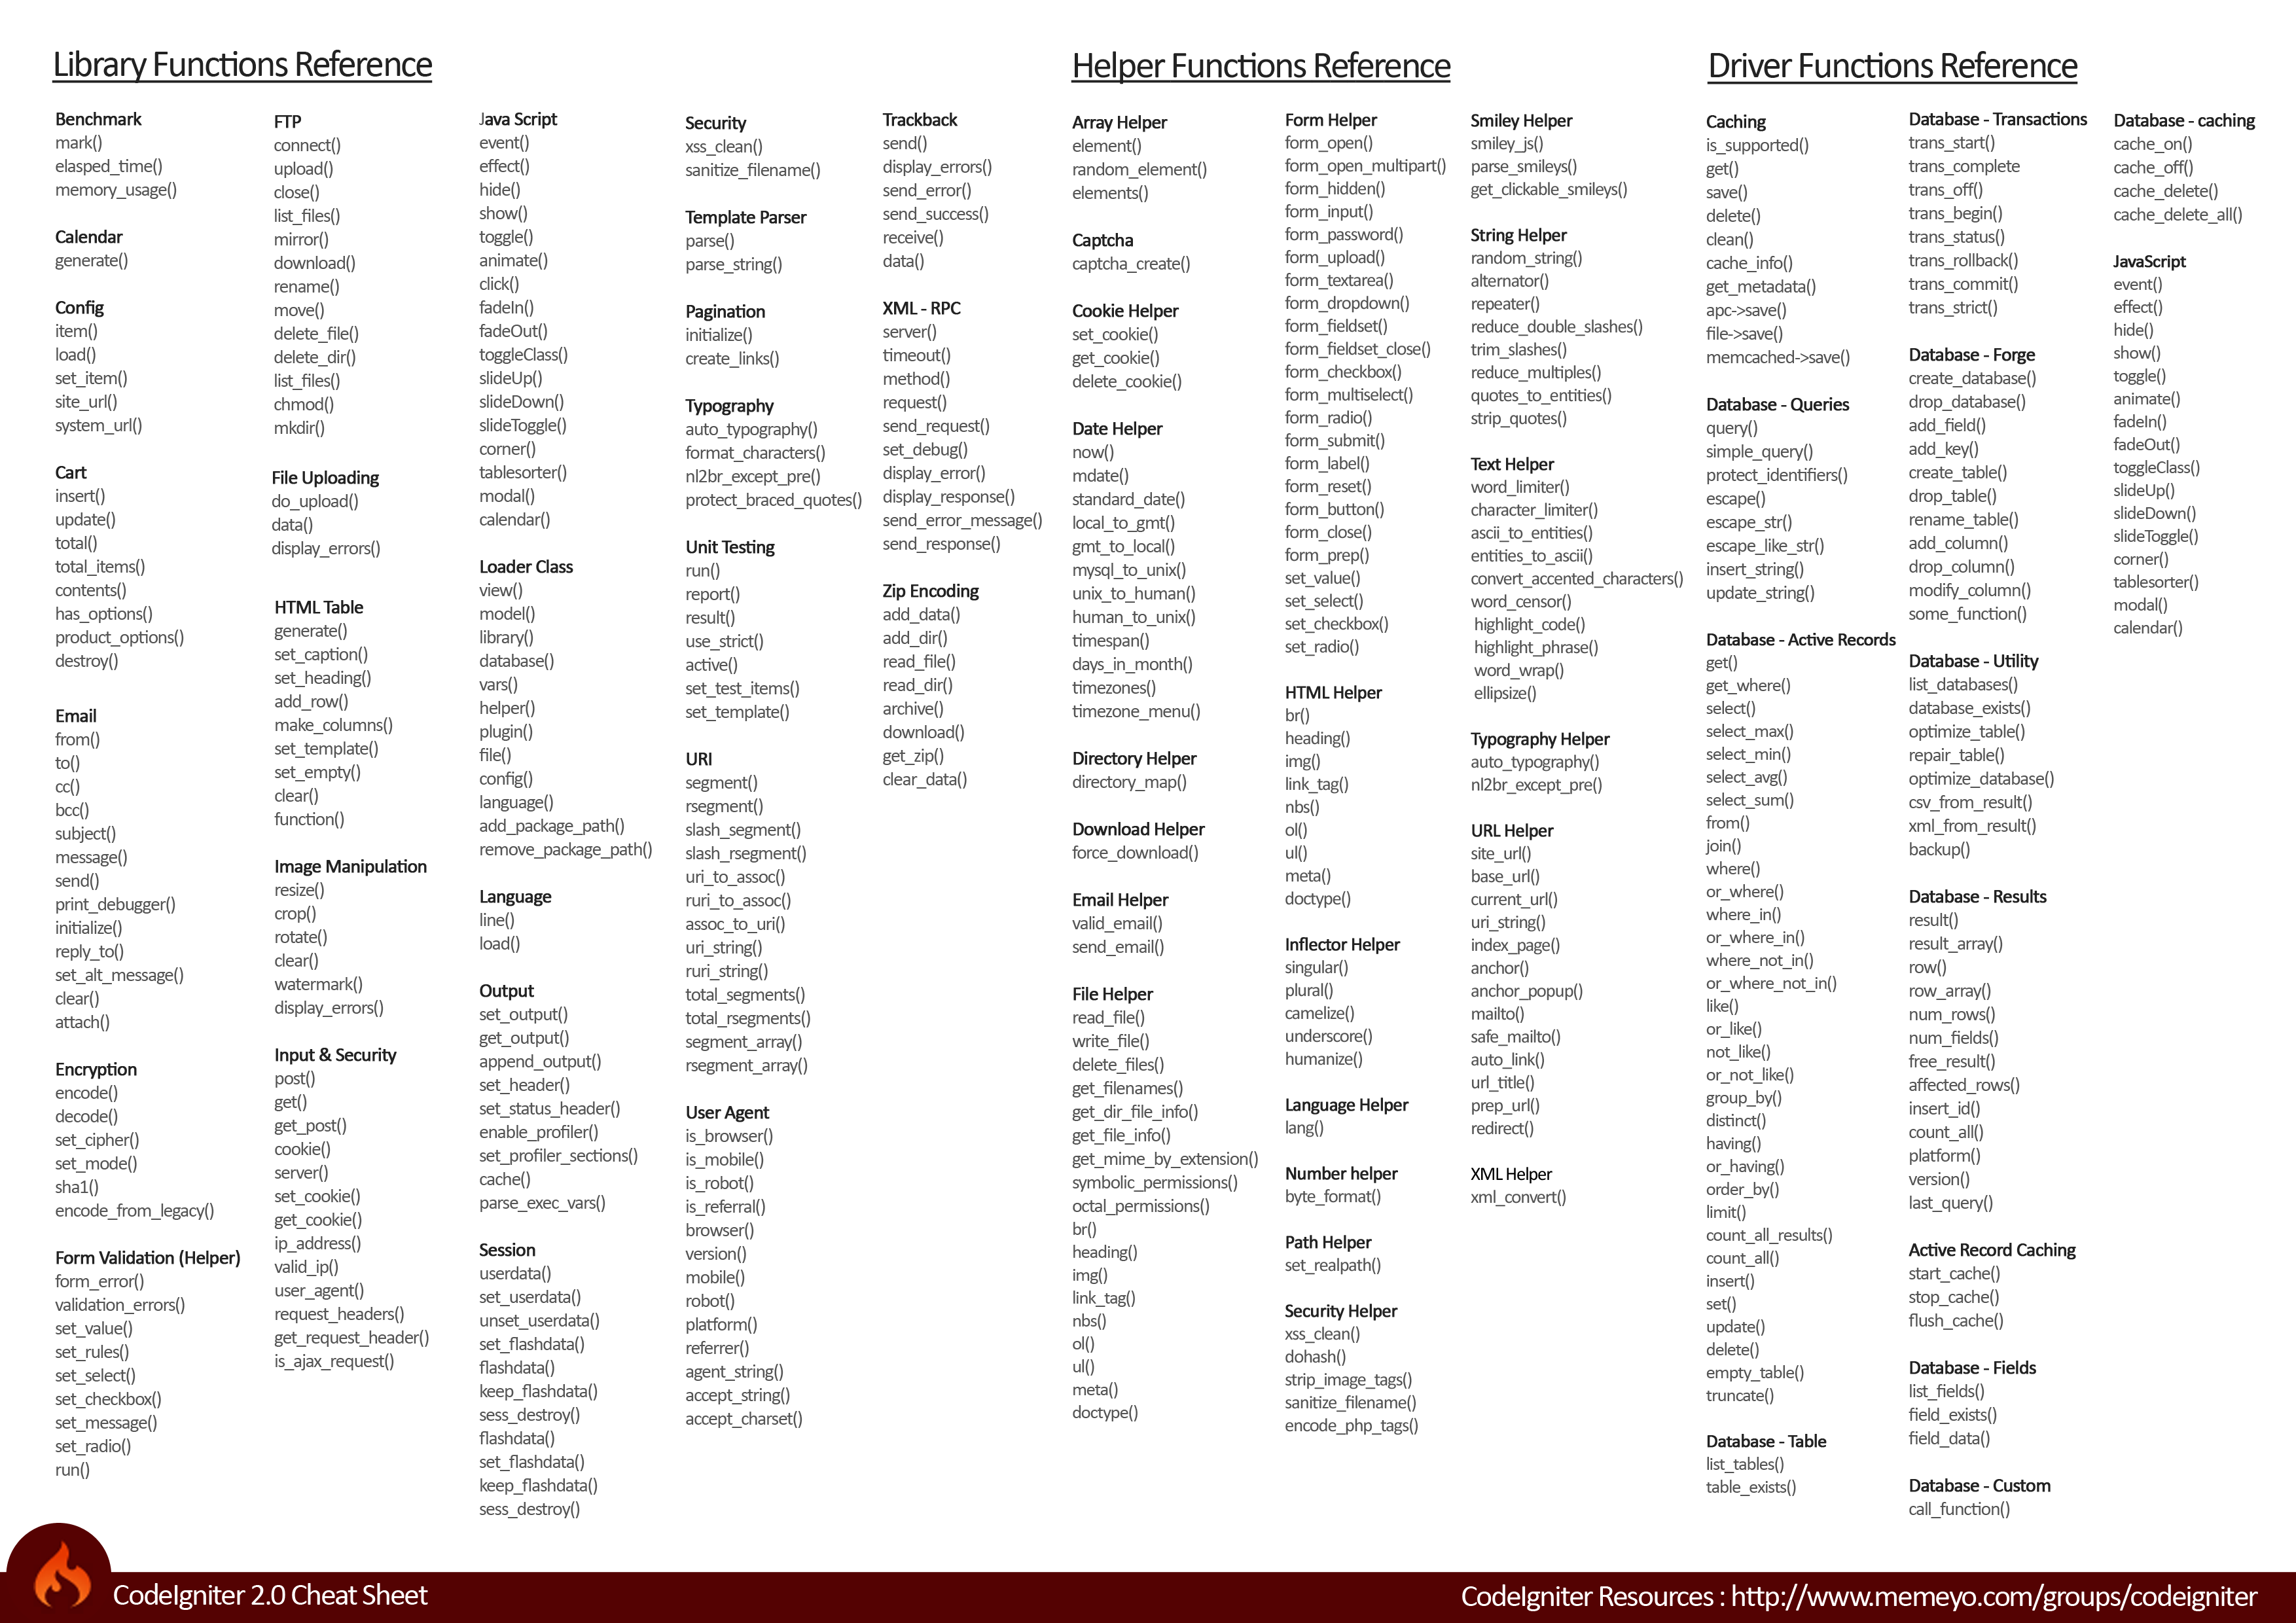 Library Functions Reference
Benchmark
mark()
elasped_time()
memory_usage()
Calendar
generate()
Config
item()
load()
set_item()
site_url()
system_url()
Cart
insert()
update()
total()
total_items()
contents()
has_options()
product_options()
destroy()
Email
from()
to()
cc()
bcc()
subject()
message()
send()
print_debugger()
initialize()
reply_to()
set_alt_message()
clear()
attach()
Encryption
encode()
decode()
set_cipher()
set_mode()
sha1()
encode_from_legacy()
Form Validation (Helper)
form_error()
validation_errors()
set_value()
set_rules()
set_select()
set_checkbox()
set_message()
set_radio()
run()
FTP
connect()
upload()
close()
list_files()
mirror()
download()
rename()
move()
delete_file()
delete_dir()
list_files()
chmod()
mkdir()
File Uploading
do_upload()
data()
display_errors()
HTML Table
generate()
set_caption()
set_heading()
add_row()
make_columns()
set_template()
set_empty()
clear()
function()
Image Manipulation
resize()
crop()
rotate()
clear()
watermark()
display_errors()
Input & Security
post()
get()
get_post()
cookie()
server()
set_cookie()
get_cookie()
ip_address()
valid_ip()
user_agent()
request_headers()
get_request_header()
is_ajax_request()
Java Script
event()
effect()
hide()
show()
toggle()
animate()
click()
fadeIn()
fadeOut()
toggleClass()
slideUp()
slideDown()
slideToggle()
corner()
tablesorter()
modal()
calendar()
Loader Class
view()
model()
library()
database()
vars()
helper()
plugin()
file()
config()
language()
add_package_path()
remove_package_path()
Language
line()
load()
Output
set_output()
get_output()
append_output()
set_header()
set_status_header()
enable_profiler()
set_profiler_sections()
cache()
parse_exec_vars()
Session
userdata()
set_userdata()
unset_userdata()
set_flashdata()
flashdata()
keep_flashdata()
sess_destroy()
flashdata()
set_flashdata()
keep_flashdata()
sess_destroy()
Security
xss_clean()
sanitize_filename()
Template Parser
parse()
parse_string()
Pagination
initialize()
create_links()
Typography
auto_typography()
format_characters()
nl2br_except_pre()
protect_braced_quotes()
Unit Testing
run()
report()
result()
use_strict()
active()
set_test_items()
set_template()
URI
segment()
rsegment()
slash_segment()
slash_rsegment()
uri_to_assoc()
ruri_to_assoc()
assoc_to_uri()
uri_string()
ruri_string()
total_segments()
total_rsegments()
segment_array()
rsegment_array()
User Agent
is_browser()
is_mobile()
is_robot()
is_referral()
browser()
version()
mobile()
robot()
platform()
referrer()
agent_string()
accept_string()
accept_charset()
Trackback
send()
display_errors()
send_error()
send_success()
receive()
data()
XML - RPC
server()
timeout()
method()
request()
send_request()
set_debug()
display_error()
display_response()
send_error_message()
send_response()
Zip Encoding
add_data()
add_dir()
read_file()
read_dir()
archive()
download()
get_zip()
clear_data()
Helper Functions Reference
Array Helper
element()
random_element()
elements()
Captcha
captcha_create()
Cookie Helper
set_cookie()
get_cookie()
delete_cookie()
Date Helper
now()
mdate()
standard_date()
local_to_gmt()
gmt_to_local()
mysql_to_unix()
unix_to_human()
human_to_unix()
timespan()
days_in_month()
timezones()
timezone_menu()
Directory Helper
directory_map()
Download Helper
force_download()
Email Helper
valid_email()
send_email()
File Helper
read_file()
write_file()
delete_files()
get_filenames()
get_dir_file_info()
get_file_info()
get_mime_by_extension()
symbolic_permissions()
octal_permissions()
br()
heading()
img()
link_tag()
nbs()
ol()
ul()
meta()
doctype()
Form Helper
form_open()
form_open_multipart()
form_hidden()
form_input()
form_password()
form_upload()
form_textarea()
form_dropdown()
form_fieldset()
form_fieldset_close()
form_checkbox()
form_multiselect()
form_radio()
form_submit()
form_label()
form_reset()
form_button()
form_close()
form_prep()
set_value()
set_select()
set_checkbox()
set_radio()
HTML Helper
br()
heading()
img()
link_tag()
nbs()
ol()
ul()
meta()
doctype()
Inflector Helper
singular()
plural()
camelize()
underscore()
humanize()
Language Helper
lang()
Number helper
byte_format()
Path Helper
set_realpath()
Security Helper
xss_clean()
dohash()
strip_image_tags()
sanitize_filename()
encode_php_tags()
Smiley Helper
smiley_js()
parse_smileys()
get_clickable_smileys()
String Helper
random_string()
alternator()
repeater()
reduce_double_slashes()
trim_slashes()
reduce_multiples()
quotes_to_entities()
strip_quotes()
Text Helper
word_limiter()
character_limiter()
ascii_to_entities()
entities_to_ascii()
convert_accented_characters()
word_censor()
highlight_code()
highlight_phrase()
word_wrap()
ellipsize()
Typography Helper
auto_typography()
nl2br_except_pre()
URL Helper
site_url()
base_url()
current_url()
uri_string()
index_page()
anchor()
anchor_popup()
mailto()
safe_mailto()
auto_link()
url_title()
prep_url()
redirect()
XML Helper
xml_convert()
Driver Functions Reference
Caching
is_supported()
get()
save()
delete()
clean()
cache_info()
get_metadata()
apc->save()
file->save()
memcached->save()
Database - Queries
query()
simple_query()
protect_identifiers()
escape()
escape_str()
escape_like_str()
insert_string()
update_string()
Database - Active Records
get()
get_where()
select()
select_max()
select_min()
select_avg()
select_sum()
from()
join()
where()
or_where()
where_in()
or_where_in()
where_not_in()
or_where_not_in()
like()
or_like()
not_like()
or_not_like()
group_by()
distinct()
having()
or_having()
order_by()
limit()
count_all_results()
count_all()
insert()
set()
update()
delete()
empty_table()
truncate()
Database - Table
list_tables()
table_exists()
Database - Transactions
trans_start()
trans_complete
trans_off()
trans_begin()
trans_status()
trans_rollback()
trans_commit()
trans_strict()
Database - Forge
create_database()
drop_database()
add_field()
add_key()
create_table()
drop_table()
rename_table()
add_column()
drop_column()
modify_column()
some_function()
Database - Utility
list_databases()
database_exists()
optimize_table()
repair_table()
optimize_database()
csv_from_result()
xml_from_result()
backup()
Database - Results
result()
result_array()
row()
row_array()
num_rows()
num_fields()
free_result()
affected_rows()
insert_id()
count_all()
platform()
version()
last_query()
Active Record Caching
start_cache()
stop_cache()
flush_cache()
Database - Fields
list_fields()
field_exists()
field_data()
Database - Custom
call_function()
Database - caching
cache_on()
cache_off()
cache_delete()
cache_delete_all()
JavaScript
event()
effect()
hide()
show()
toggle()
animate()
fadeIn()
fadeOut()
toggleClass()
slideUp()
slideDown()
slideToggle()
corner()
tablesorter()
modal()
calendar()
CodeIgniter 2.0 Cheat Sheet
CodeIgniter Resources : http://www.memeyo.com/groups/codeigniter